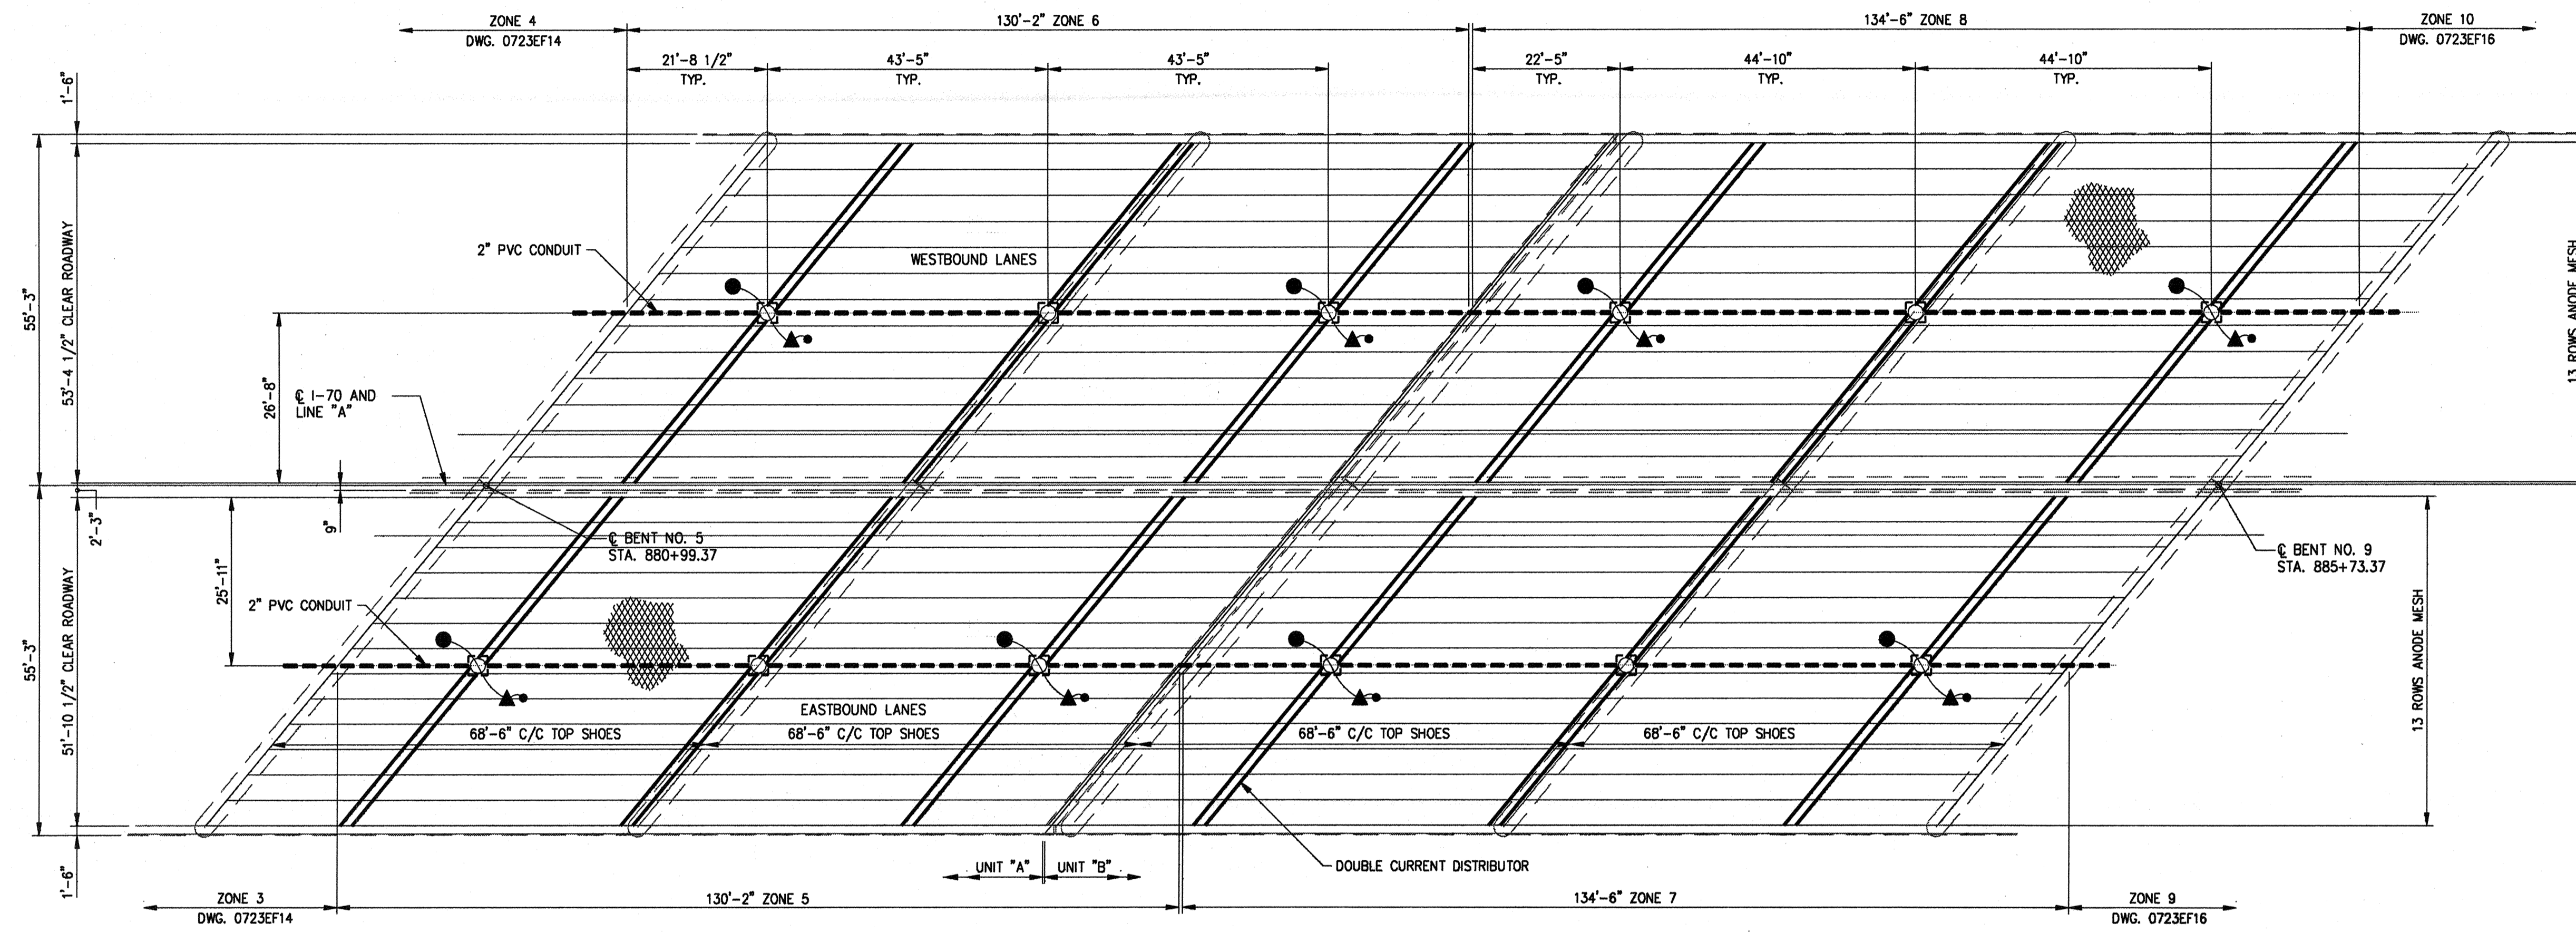 ZONE 4
DWG. 0723EF14
130'-2" ZONE 6
134'-6" ZONE 8
ZONE 10
DWG. 0723EF16
21'-8 1/2"
TYP.
43'-5"
TYP.
43'-5"
TYP.
22'-5"
TYP.
44'-10"
TYP.
44'-10"
TYP.
1'-6"
55'-3"
53'-4 1/2" CLEAR ROADWAY
2" PVC CONDUIT
WESTBOUND LANES
13 ROWS ANODE MESH
26'-8"
℄ I-70 AND
LINE "A"
2'-3"
9"
℄ BENT NO. 5
STA. 880+99.37
℄ BENT NO. 9
STA. 885+73.37
55'-3"
51'-10 1/2" CLEAR ROADWAY
25'-11"
2" PVC CONDUIT
13 ROWS ANODE MESH
EASTBOUND LANES
68'-6" C/C TOP SHOES
68'-6" C/C TOP SHOES
68'-6" C/C TOP SHOES
68'-6" C/C TOP SHOES
1'-6"
UNIT "A"
UNIT "B"
DOUBLE CURRENT DISTRIBUTOR
ZONE 3
DWG. 0723EF14
130'-2" ZONE 5
134'-6" ZONE 7
ZONE 9
DWG. 0723EF16